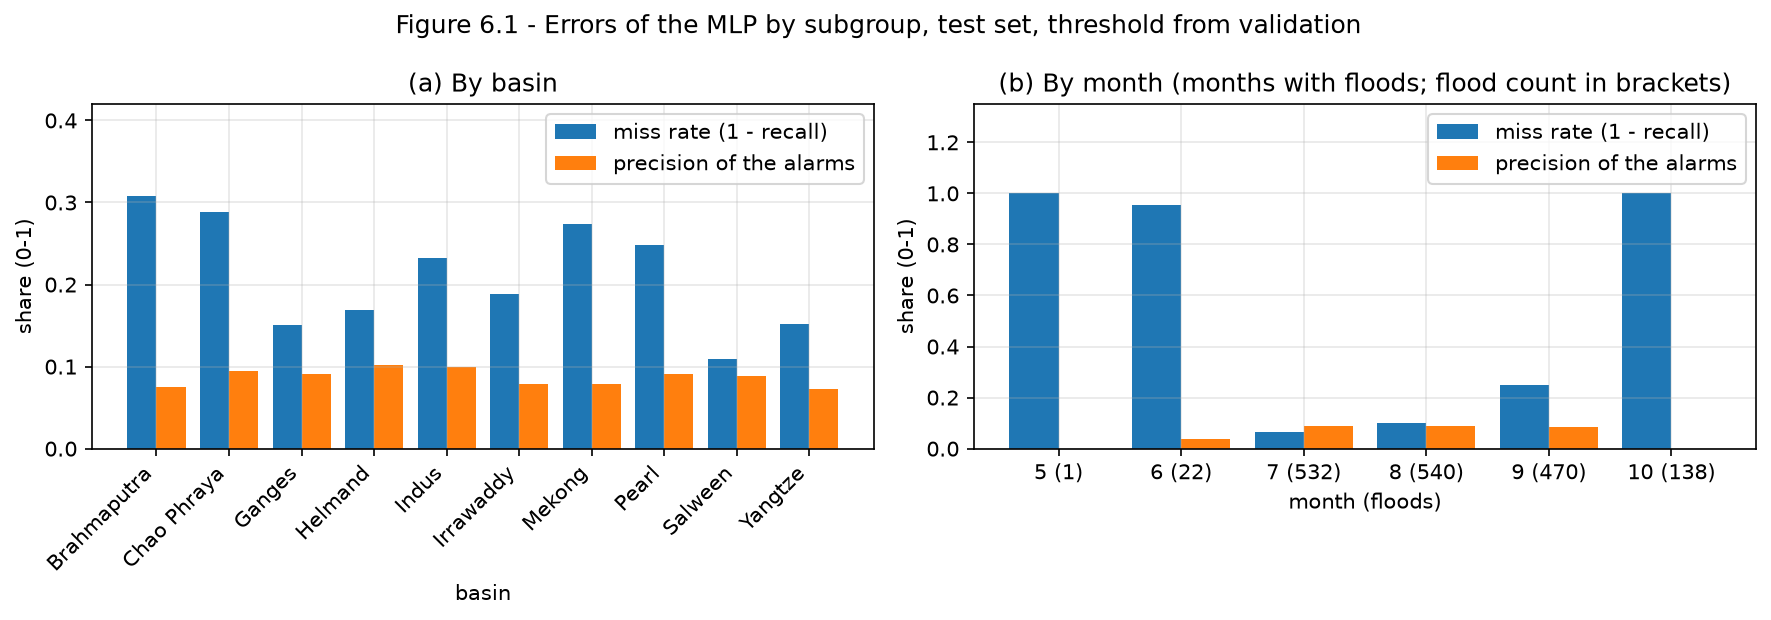 Figure 6.1 - Errors of the MLP by subgroup, test set, threshold from validation
(a) By basin
share (0-1)
0.4
0.3
0.2
0.1
0.0
miss rate (1 - recall)
precision of the alarms
Brahmaputra
Chao Phraya
Ganges
Helmand
Indus
Irrawaddy
Mekong
Pearl
Salween
Yangtze
basin
(b) By month (months with floods; flood count in brackets)
share (0-1)
1.2
1.0
0.8
0.6
0.4
0.2
0.0
miss rate (1 - recall)
precision of the alarms
5 (1)
6 (22)
7 (532)
8 (540)
9 (470)
10 (138)
month (floods)